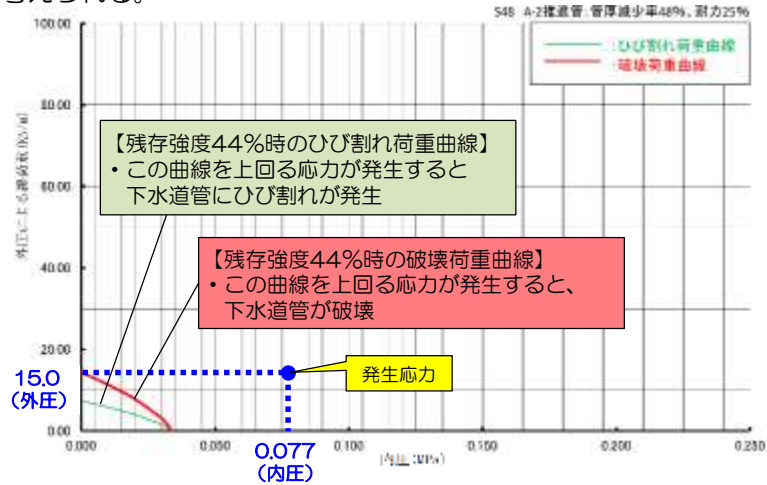 考えられる。
S48 A-2推進管:管厚減少率48%、耐力25%
:ひび割れ荷重曲線
:破壊荷重曲線
100.00
80.00
60.00
40.00
20.00
0.00
【残存強度44%時のひび割れ荷重曲線】
・この曲線を上回る応力が発生すると
下水道管にひび割れが発生
【残存強度44%時の破壊荷重曲線】
・この曲線を上回る応力が発生すると、
下水道管が破壊
発生応力
15.0
(外圧)
0.000
0.050
0.100
0.150
0.200
0.250
0.077
(内圧)
内圧(MPa)